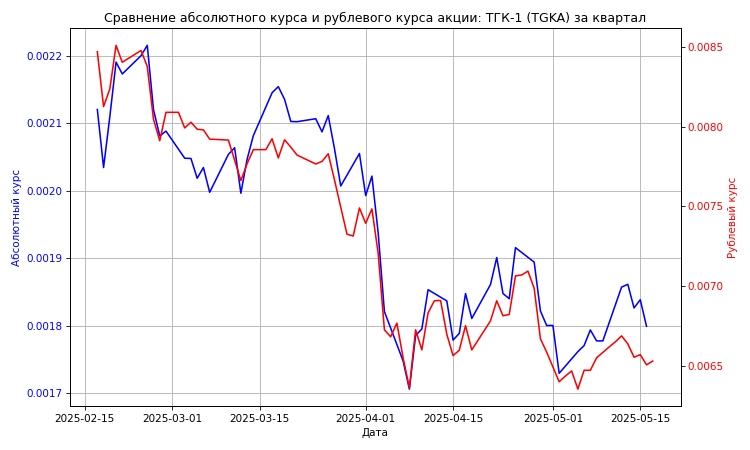 Сравнение абсолютного курса и рублевого курса акции: ТГК-1 (TGKA) за квартал
0.0022
0.0021
0.0020
0.0019
0.0018
0.0017
Абсолютный курс
0.0085
0.0080
0.0075
0.0070
0.0065
Рублевый курс
2025-02-15 2025-03-01 2025-03-15 2025-04-01 2025-04-15 2025-05-01 2025-05-15
Дата